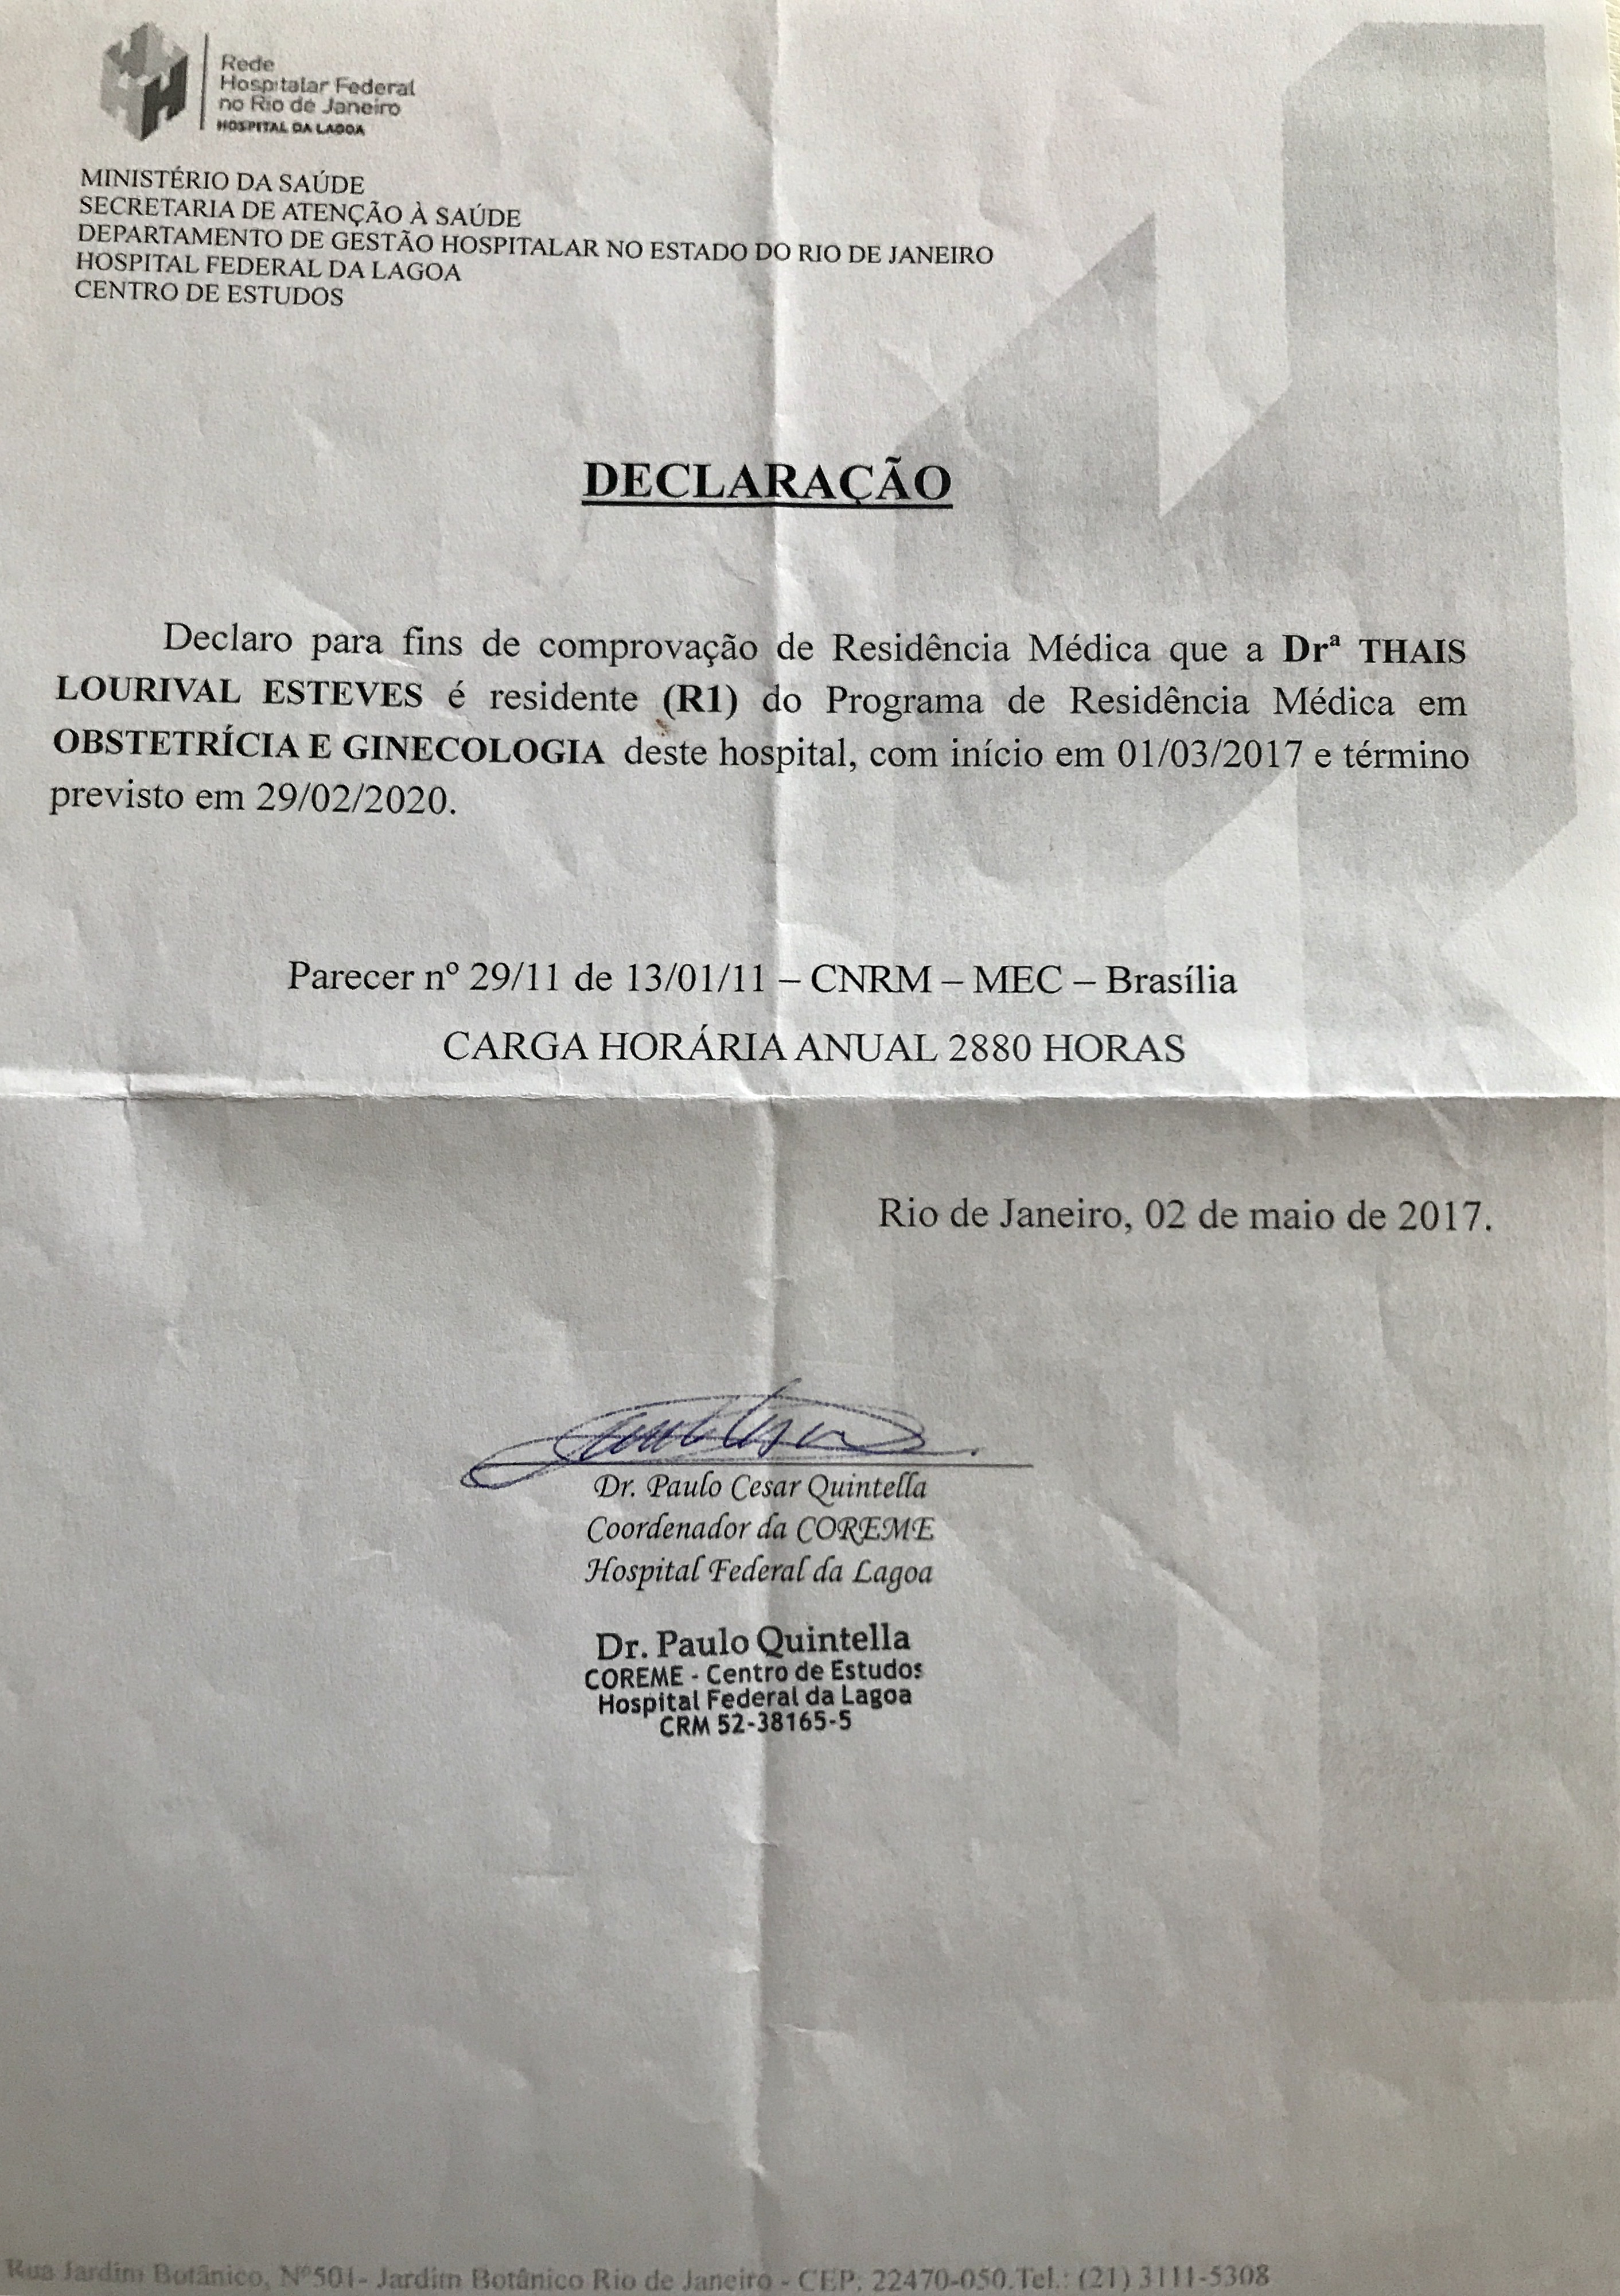 Rede
Hospitalar Federal
no Rio de Janeiro
HOSPITAL DA LAGOA
MINISTÉRIO DA SAÚDE
SECRETARIA DE ATENÇÃO À SAÚDE
DEPARTAMENTO DE GESTÃO HOSPITALAR NO ESTADO DO RIO DE JANEIRO
HOSPITAL FEDERAL DA LAGOA
CENTRO DE ESTUDOS
DECLARAÇÃO
Declaro para fins de comprovação de Residência Médica que a Drª THAIS
LOURIVAL ESTEVES é residente (R1) do Programa de Residência Médica em
OBSTETRÍCIA E GINECOLOGIA deste hospital, com início em 01/03/2017 e término
previsto em 29/02/2020.
Parecer nº 29/11 de 13/01/11 – CNRM – MEC – Brasília
CARGA HORÁRIA ANUAL 2880 HORAS
Rio de Janeiro, 02 de maio de 2017.
Dr. Paulo Cesar Quintella
Coordenador da COREME
Hospital Federal da Lagoa
Dr. Paulo Quintella
COREME - Centro de Estudos
Hospital Federal da Lagoa
CRM 52-38165-5
Rua Jardim Botânico, Nº501- Jardim Botânico Rio de Janeiro - CEP: 22470-050.Tel.: (21) 3111-5308